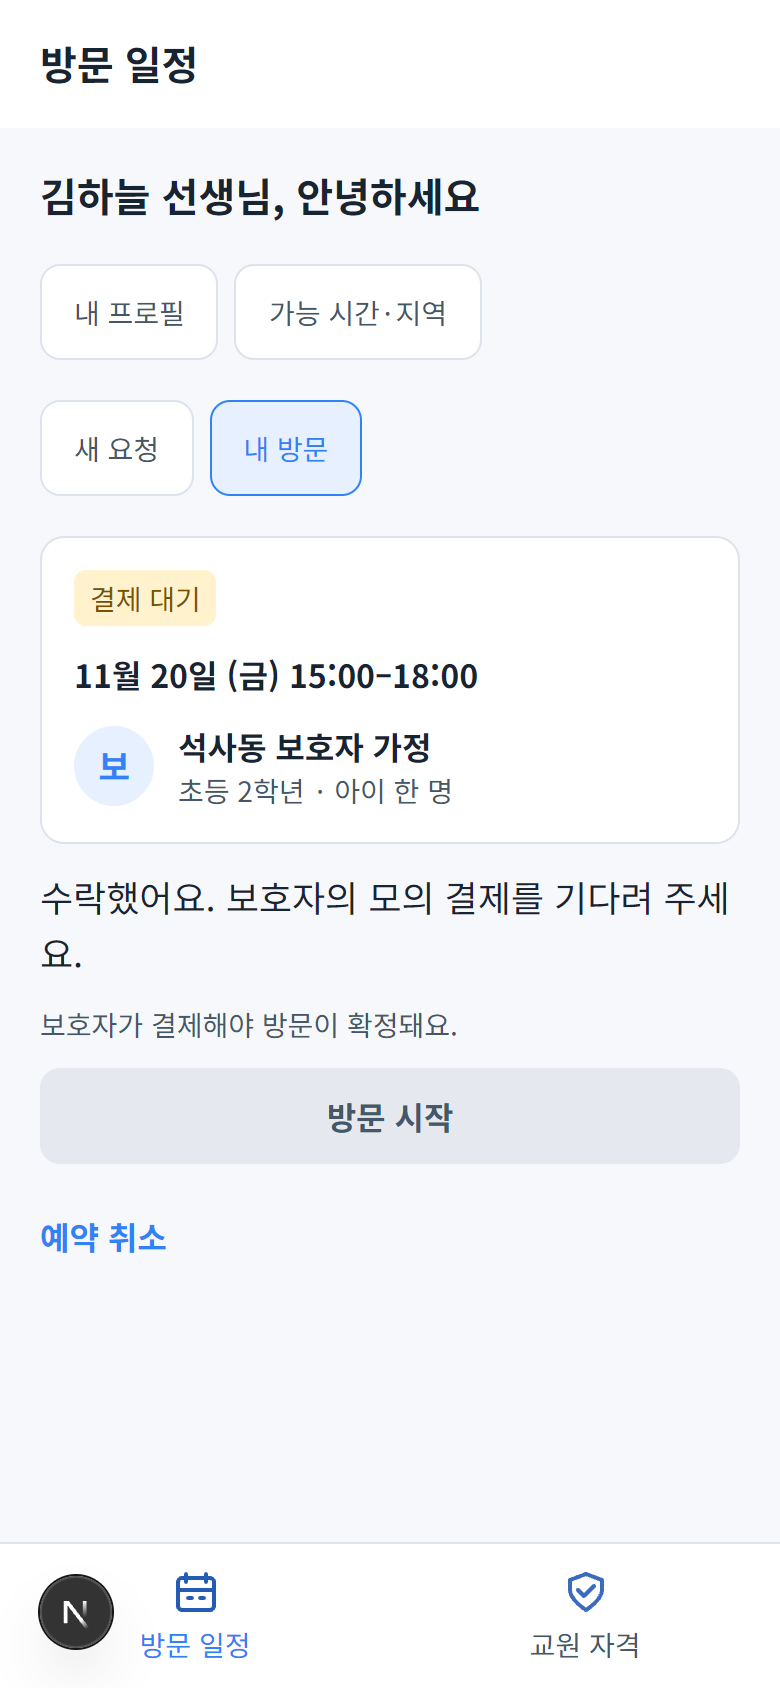 방문 일정
김하늘 선생님, 안녕하세요
내 프로필
가능 시간·지역
새 요청
내 방문
결제 대기
11월 20일 (금) 15:00–18:00
보
석사동 보호자 가정
초등 2학년 · 아이 한 명
수락했어요. 보호자의 모의 결제를 기다려 주세
요.
보호자가 결제해야 방문이 확정돼요.
방문 시작
예약 취소
N
방문 일정
교원 자격